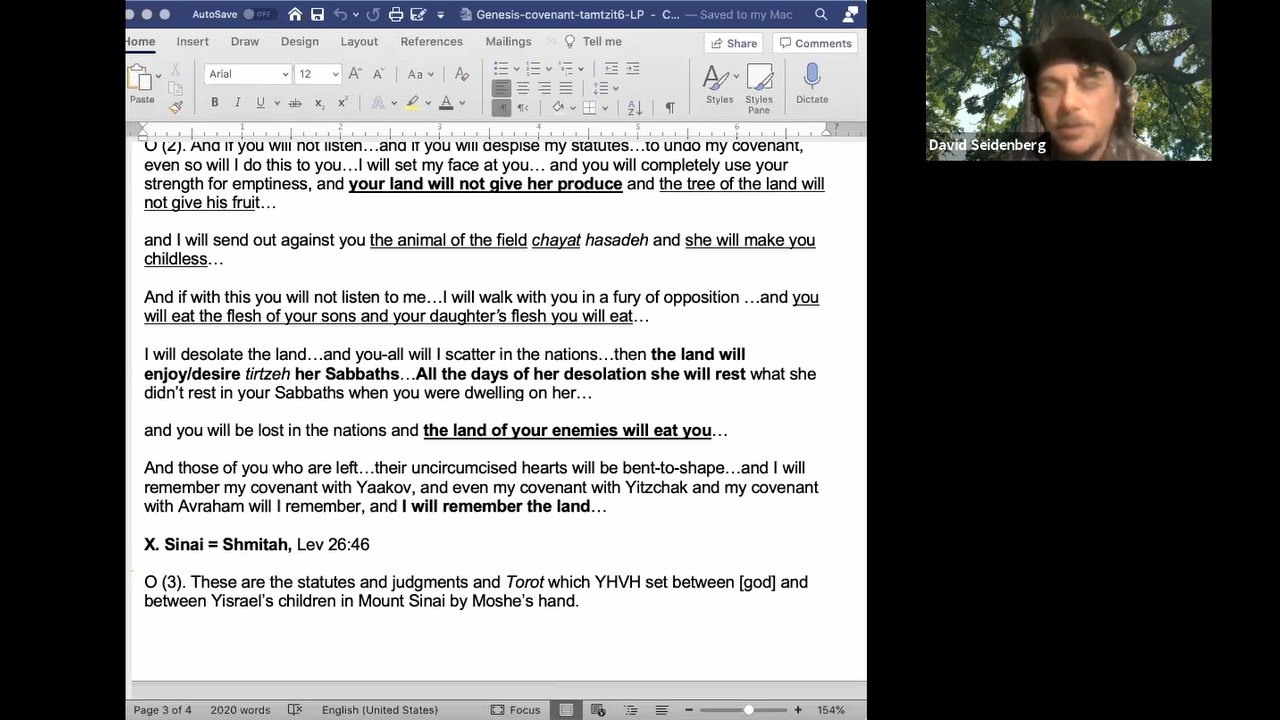 AutoSave OFF Genesis-covenant-tamtzit6-LP - C... — Saved to my Mac
Home Insert Draw Design Layout References Mailings Tell me Share Comments
Paste Arial 12 Styles Styles Pane Dictate
1 2 3 4 5 6 7
O (2). And if you will not listen…and if you will despise my statutes…to undo my covenant,
even so will I do this to you…I will set my face at you… and you will completely use your
strength for emptiness, and your land will not give her produce and the tree of the land will
not give his fruit…
and I will send out against you the animal of the field chayat hasadeh and she will make you
childless…
And if with this you will not listen to me…I will walk with you in a fury of opposition …and you
will eat the flesh of your sons and your daughter’s flesh you will eat…
I will desolate the land…and you-all will I scatter in the nations…then the land will
enjoy/desire tirtzeh her Sabbaths…All the days of her desolation she will rest what she
didn’t rest in your Sabbaths when you were dwelling on her…
and you will be lost in the nations and the land of your enemies will eat you…
And those of you who are left…their uncircumcised hearts will be bent-to-shape…and I will
remember my covenant with Yaakov, and even my covenant with Yitzchak and my covenant
with Avraham will I remember, and I will remember the land…
X. Sinai = Shmitah, Lev 26:46
O (3). These are the statutes and judgments and Torot which YHVH set between [god] and
between Yisrael’s children in Mount Sinai by Moshe’s hand.
Page 3 of 4 2020 words English (United States) Focus 154%
David Seidenberg